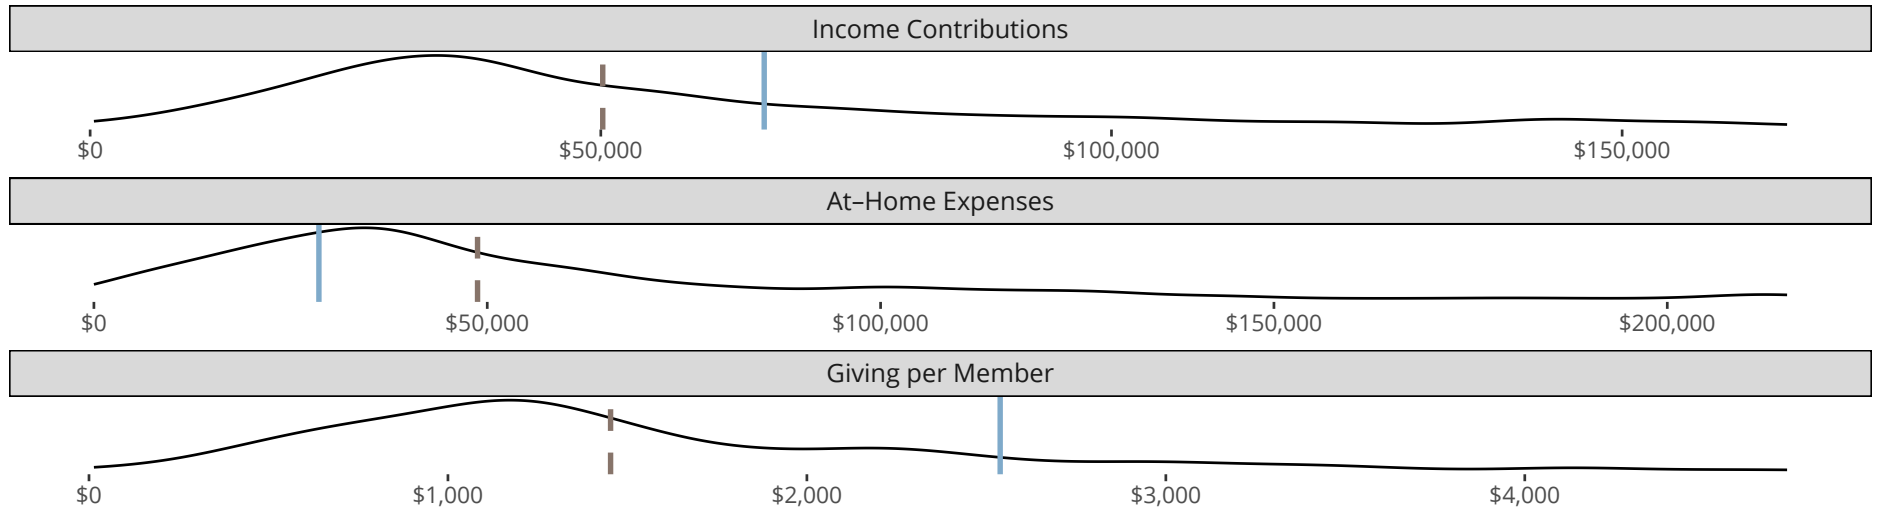 Income Contributions
$0 $50,000 $100,000 $150,000
At–Home Expenses
$0 $50,000 $100,000 $150,000 $200,000
Giving per Member
$0 $1,000 $2,000 $3,000 $4,000